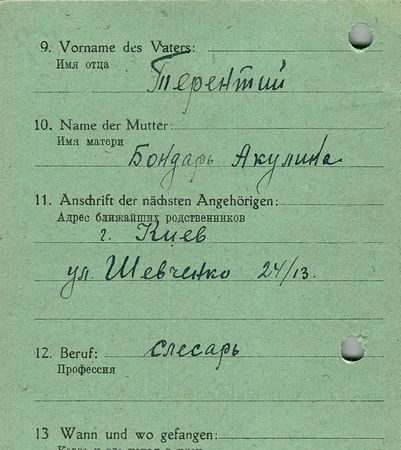 9. Vorname des Vaters:
Имя отца
Терентий
10. Name der Mutter:
Имя матери
Бондарь Акулина
11. Anschrift der nächsten Angehörigen:
Адрес ближайших родственников
г. Киев
ул. Шевченко 24/13.
12. Beruf: слесарь
Профессия
13 Wann und wo gefangen: